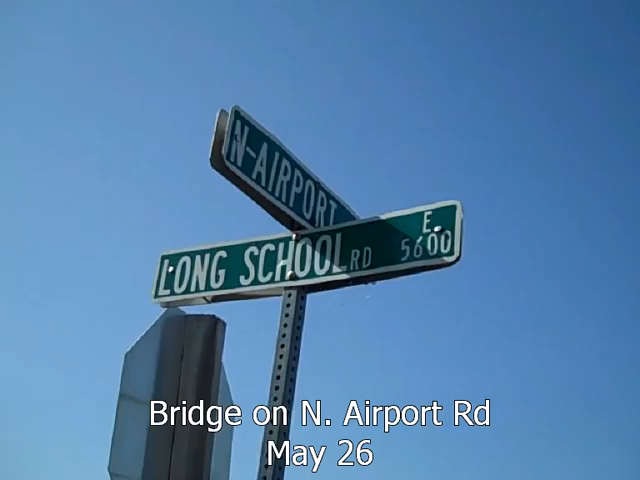 N-AIRPORT
E.
LONG SCHOOL RD 5600
Bridge on N. Airport Rd
May 26